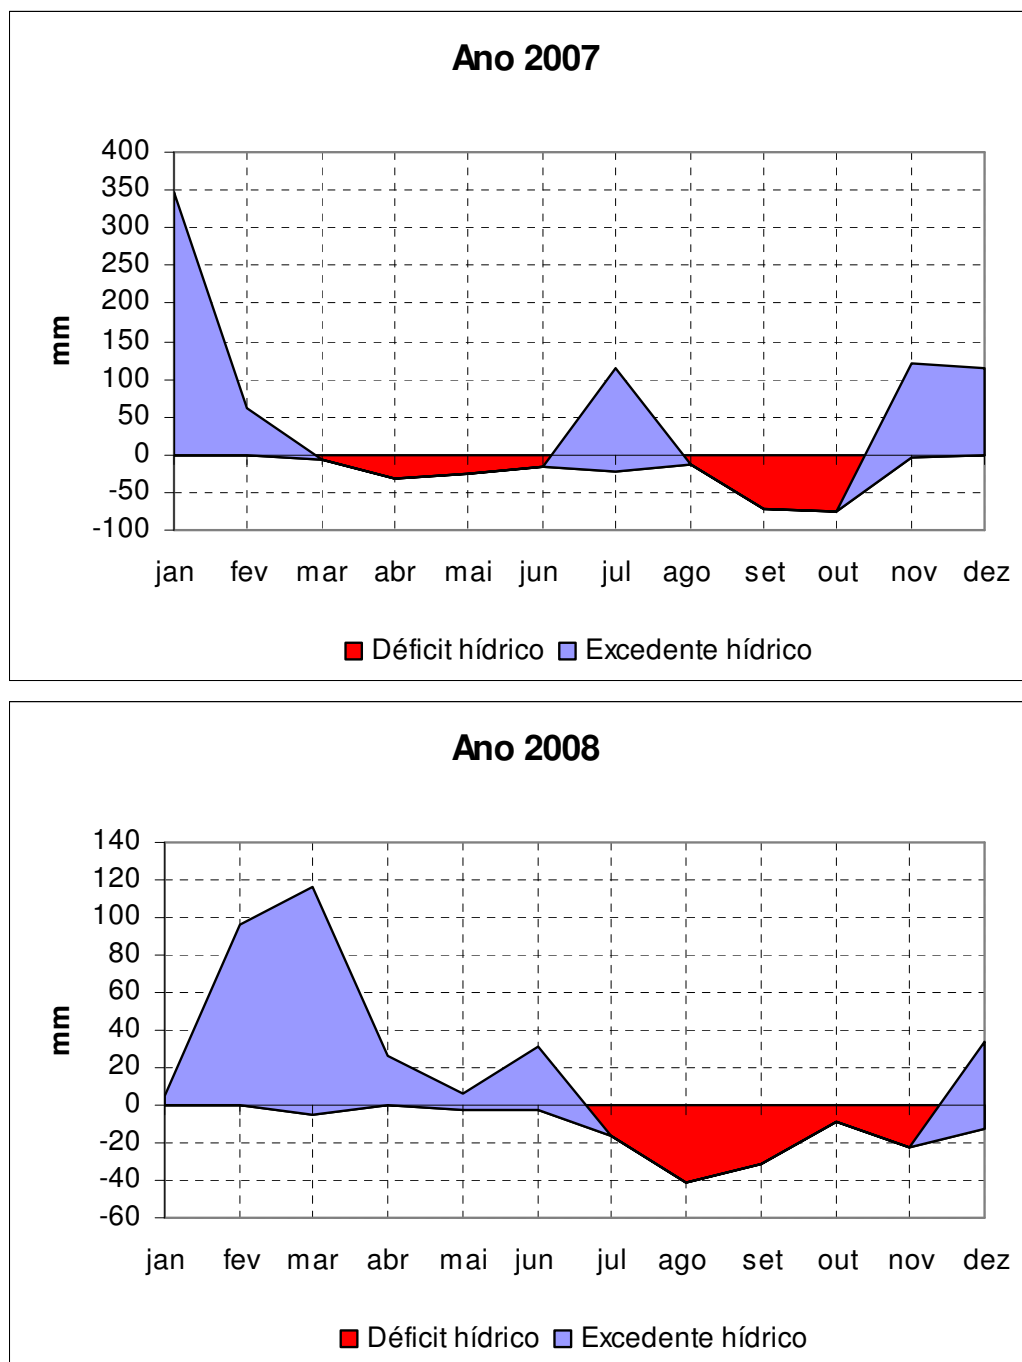 Ano 2007
400
350
300
250
200
150
100
50
0
-50
-100
mm
jan fev mar abr mai jun jul ago set out nov dez
Déficit hídrico Excedente hídrico
Ano 2008
140
120
100
80
60
40
20
0
-20
-40
-60
mm
jan fev mar abr mai jun jul ago set out nov dez
Déficit hídrico Excedente hídrico